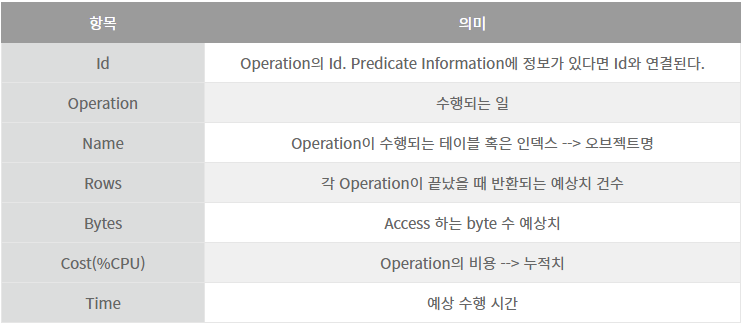 항목 의미
Id Operation의 Id. Predicate Information에 정보가 있다면 Id와 연결된다.
Operation 수행되는 일
Name Operation이 수행되는 테이블 혹은 인덱스 --> 오브젝트명
Rows 각 Operation이 끝났을 때 반환되는 예상치 건수
Bytes Access 하는 byte 수 예상치
Cost(%CPU) Operation의 비용 --> 누적치
Time 예상 수행 시간